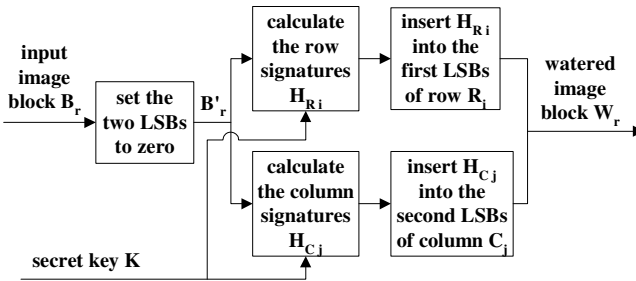 input
image
block B_r
set the
two LSBs
to zero
B'_r
calculate
the row
signatures
H_R i
insert H_R i
into the
first LSBs
of row R_i
calculate
the column
signatures
H_C j
insert H_C j
into the
second LSBs
of column C_j
watered
image
block W_r
secret key K